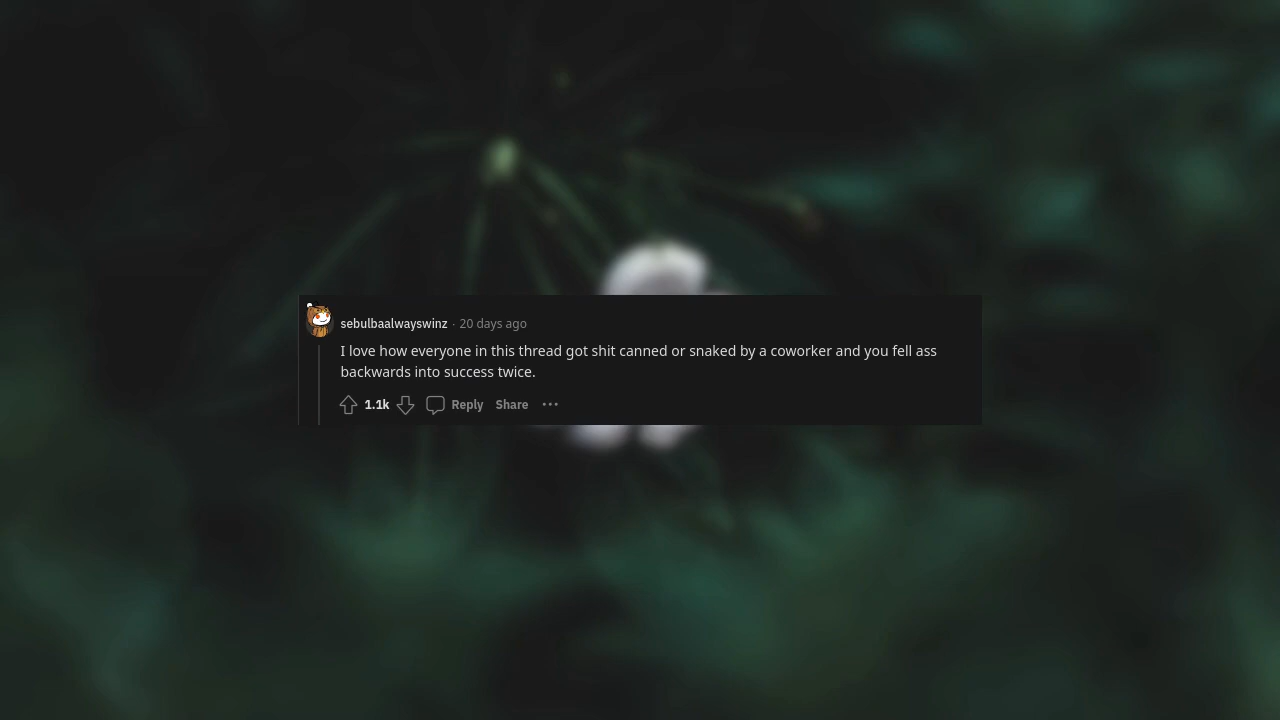 sebulbaalwayswinz · 20 days ago
I love how everyone in this thread got shit canned or snaked by a coworker and you fell ass
backwards into success twice.
1.1k Reply Share ···